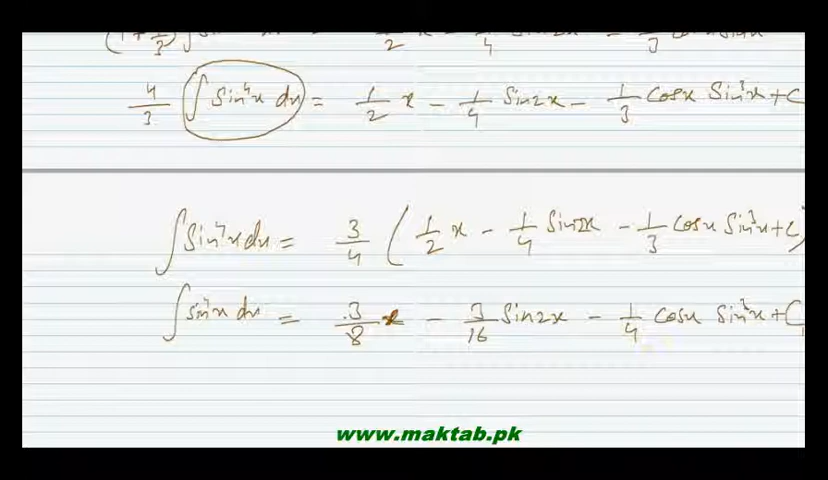 4/3 ∫ Sin⁴x dx = 1/2 x - 1/4 Sin2x - 1/3 Cosx Sin³x + C
∫ Sin⁴x dx = 3/4 ( 1/2 x - 1/4 Sin2x - 1/3 Cosx Sin³x + C )
∫ Sin⁴x dx = 3/8 x - 3/16 Sin2x - 1/4 Cosx Sin³x + C
www.maktab.pk